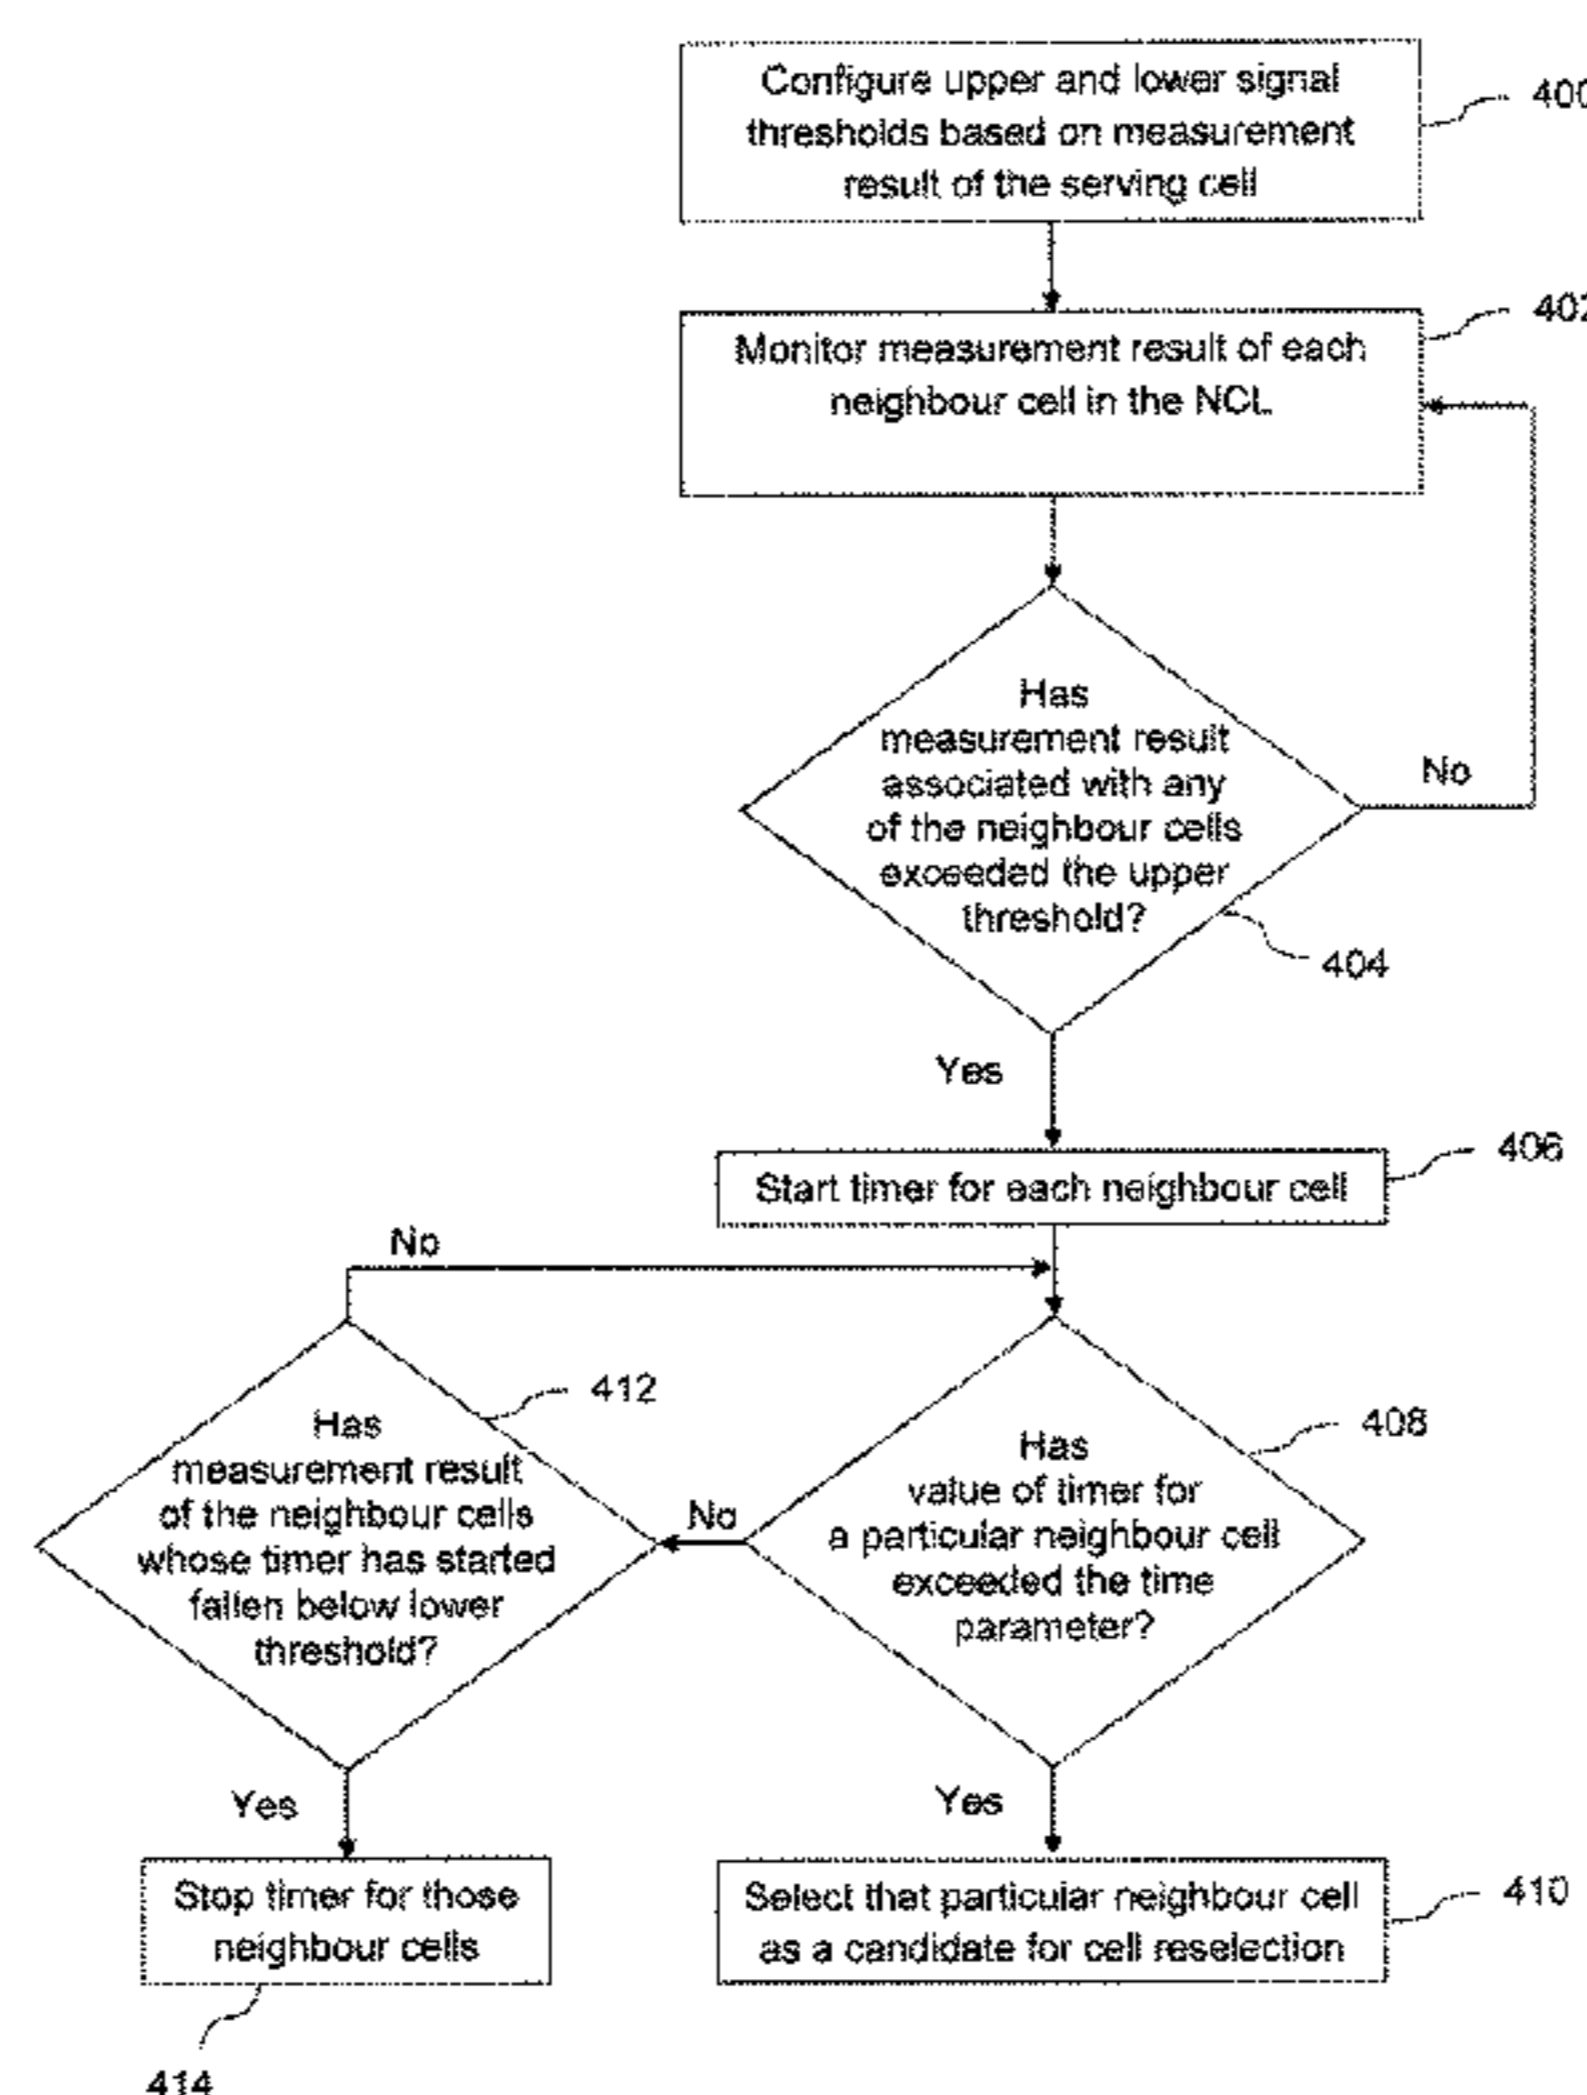 Configure upper and lower signal
thresholds based on measurement
result of the serving cell
400
Monitor measurement result of each
neighbour cell in the NCL
402
Has
measurement result
associated with any
of the neighbour cells
exceeded the upper
threshold?
No
404
Yes
Start timer for each neighbour cell
406
No
Has
measurement result
of the neighbour cells
whose timer has started
fallen below lower
threshold?
412
No
Has
value of timer for
a particular neighbour cell
exceeded the time
parameter?
408
Yes
Yes
Stop timer for those
neighbour cells
414
Select that particular neighbour cell
as a candidate for cell reselection
410